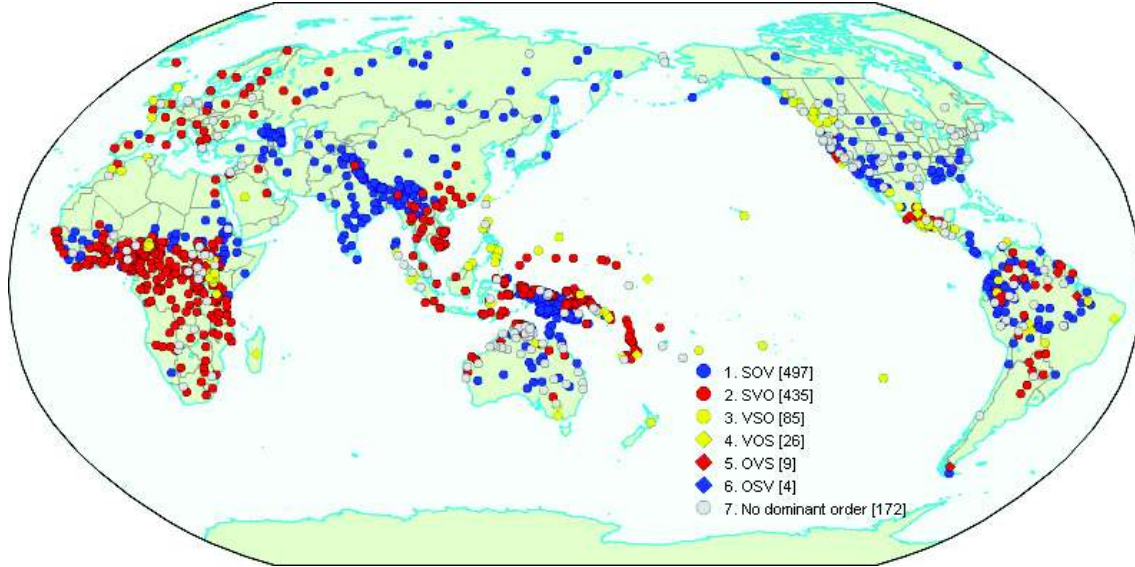 1. SOV [497]
2. SVO [435]
3. VSO [85]
4. VOS [26]
5. OVS [9]
6. OSV [4]
7. No dominant order [172]